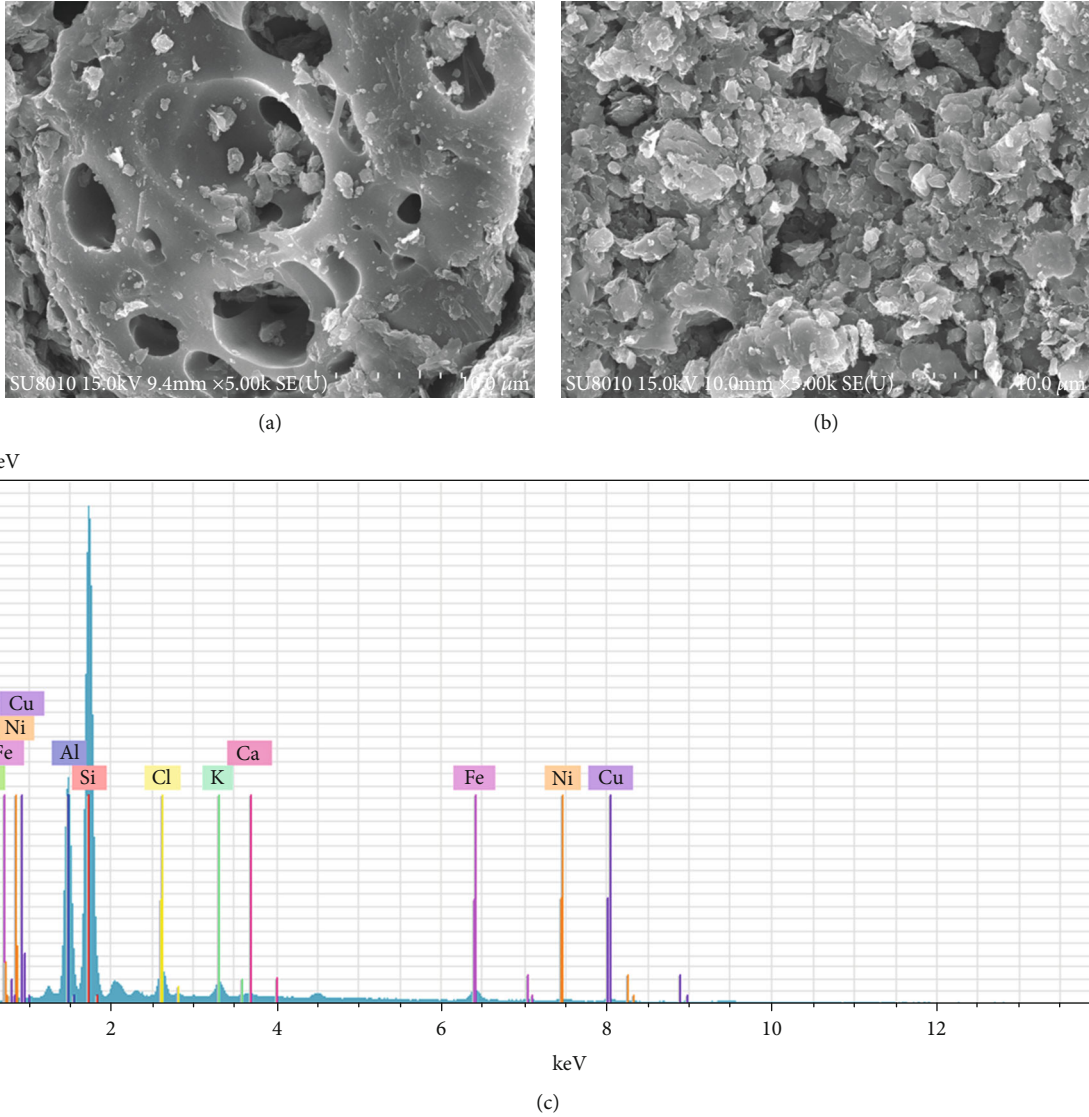 SU8010 15.0kV 9.4mm ×5.00k SE(U) 10.0 μm
SU8010 15.0kV 10.0mm ×5.00k SE(U) 10.0 μm
(a)
(b)
eV
Cu
Ni
Fe
Al
Ca
Si
Cl
K
Fe
Ni
Cu
2 4 6 8 10 12
keV
(c)